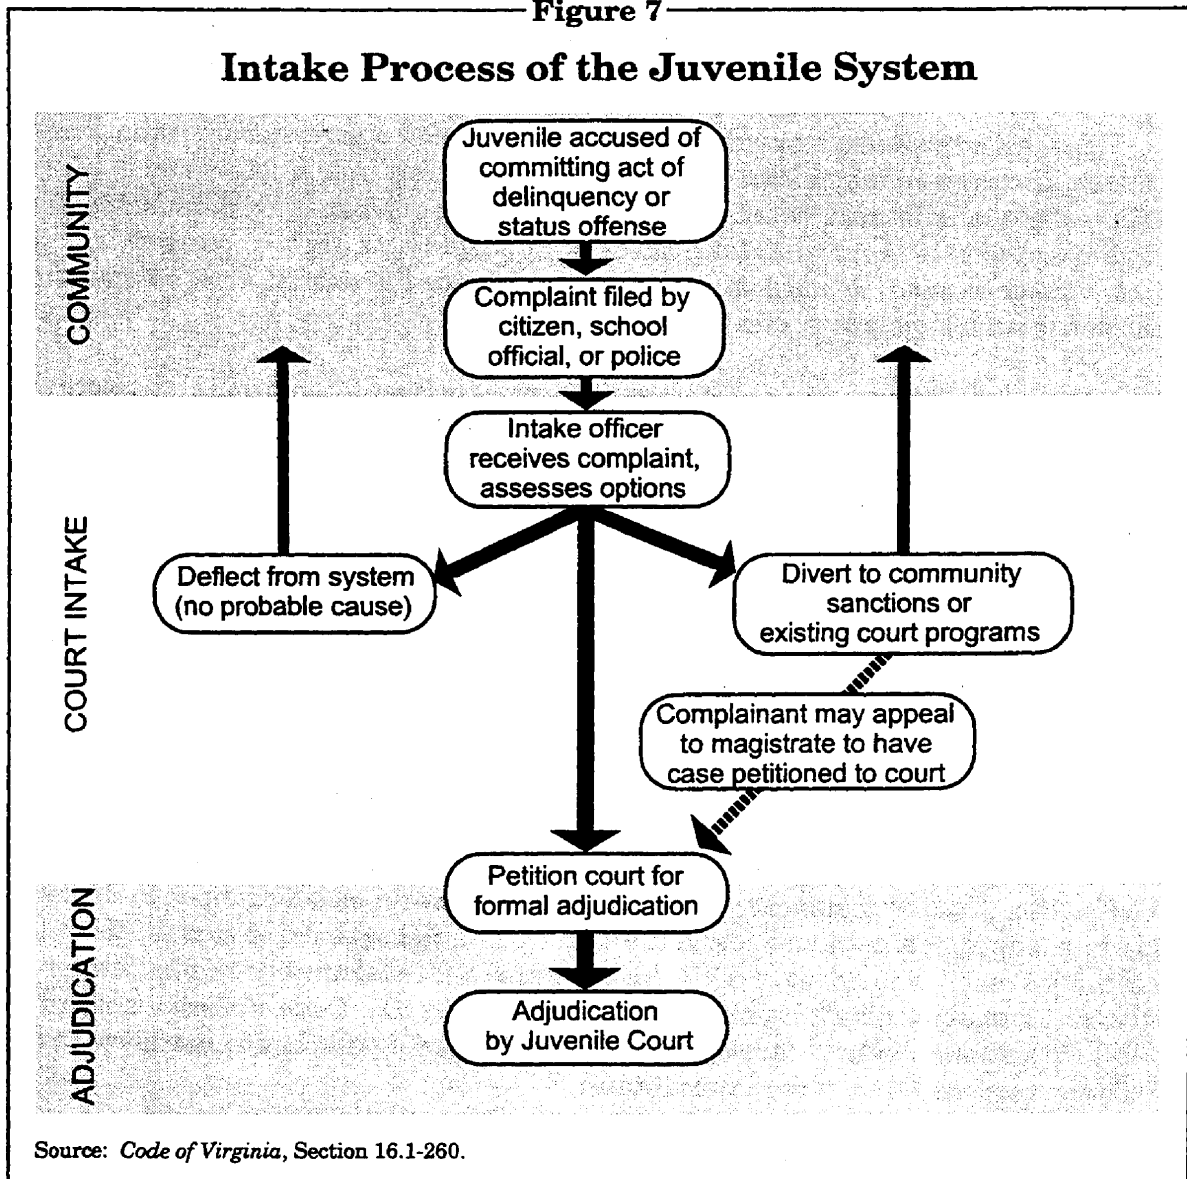 Figure 7
Intake Process of the Juvenile System
COMMUNITY
Juvenile accused of
committing act of
delinquency or
status offense
Complaint filed by
citizen, school
official, or police
COURT INTAKE
Intake officer
receives complaint,
assesses options
Deflect from system
(no probable cause)
Divert to community
sanctions or
existing court programs
Complainant may appeal
to magistrate to have
case petitioned to court
ADJUDICATION
Petition court for
formal adjudication
Adjudication
by Juvenile Court
Source: Code of Virginia, Section 16.1-260.